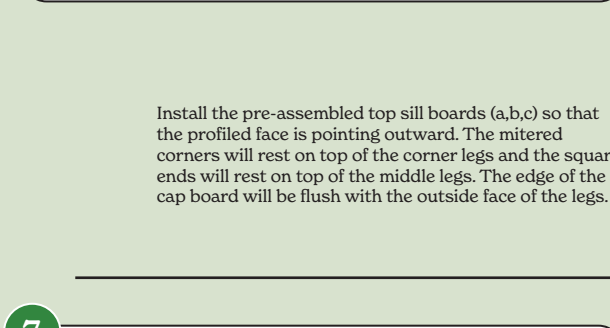 Install the pre-assembled top sill boards (a,b,c) so that
the profiled face is pointing outward. The mitered
corners will rest on top of the corner legs and the
ends will rest on top of the middle legs. The edge of the
cap board will be flush with the outside face of the legs.
7